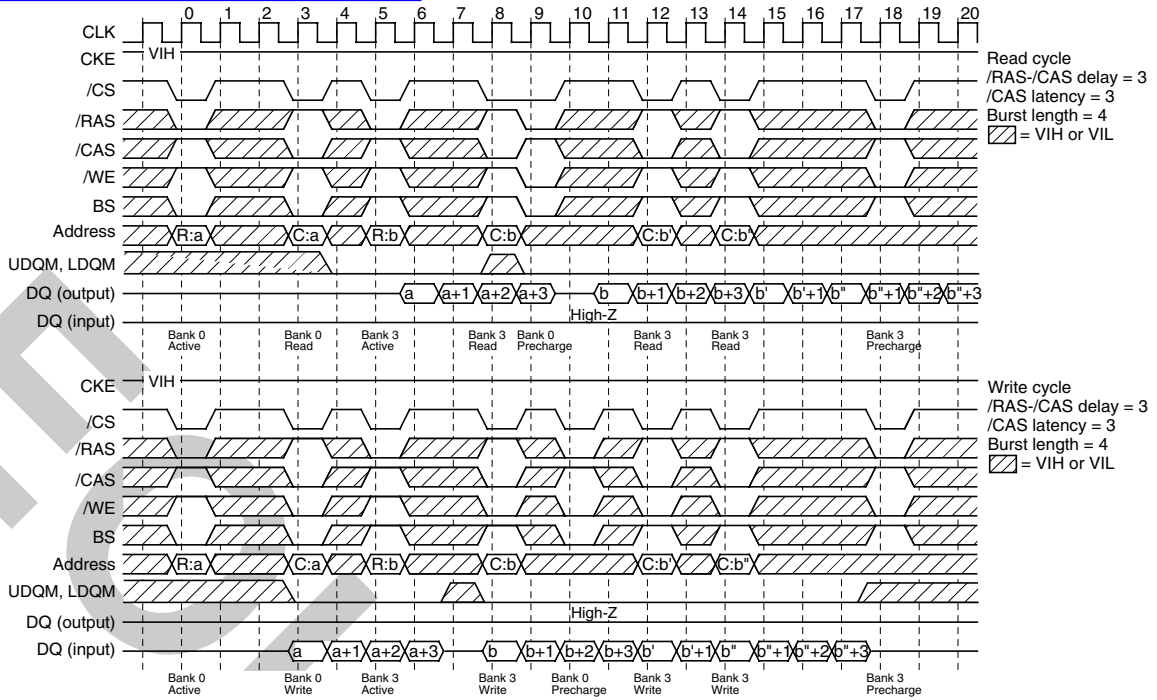 0 1 2 3 4 5 6 7 8 9 10 11 12 13 14 15 16 17 18 19 20
CLK
CKE VIH
/CS
/RAS
/CAS
/WE
BS
Address R:a C:a R:b C:b C:b' C:b"
UDQM, LDQM
DQ (output) a a+1 a+2 a+3 b b+1 b+2 b+3 b' b'+1 b" b"+1 b"+2 b"+3
DQ (input) High-Z
Bank 0 Active
Bank 0 Read
Bank 3 Active
Bank 3 Read
Bank 0 Precharge
Bank 3 Read
Bank 3 Read
Bank 3 Precharge
Read cycle
/RAS-/CAS delay = 3
/CAS latency = 3
Burst length = 4
= VIH or VIL
CKE VIH
/CS
/RAS
/CAS
/WE
BS
Address R:a C:a R:b C:b C:b' C:b"
UDQM, LDQM
DQ (output) High-Z
DQ (input) a a+1 a+2 a+3 b b+1 b+2 b+3 b' b'+1 b" b"+1 b"+2 b"+3
Bank 0 Active
Bank 0 Write
Bank 3 Active
Bank 3 Write
Bank 0 Precharge
Bank 3 Write
Bank 3 Write
Bank 3 Precharge
Write cycle
/RAS-/CAS delay = 3
/CAS latency = 3
Burst length = 4
= VIH or VIL